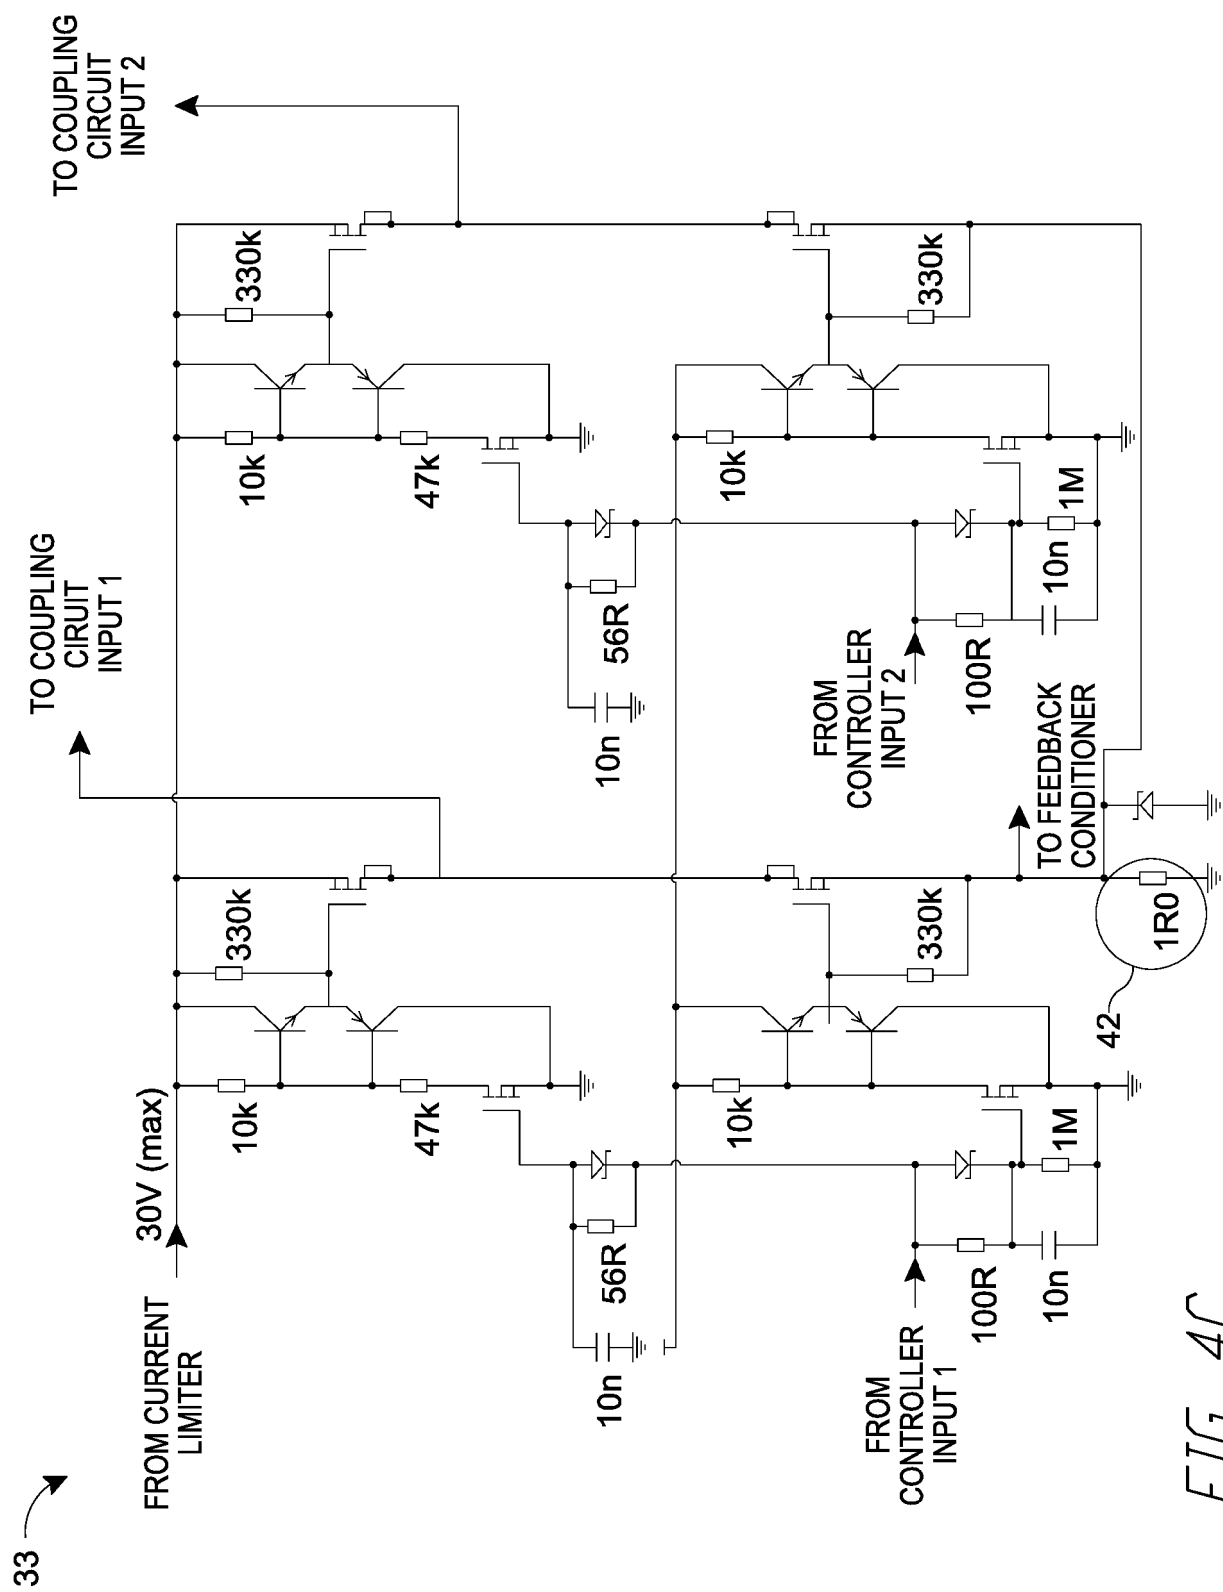 33
FROM CURRENT
LIMITER
30V (max)
10k
330k
47k
TO COUPLING
CIRUIT
INPUT 1
10k
330k
47k
TO COUPLING
CIRCUIT
INPUT 2
10n
56R
10n
56R
10k
330k
10k
330k
FROM
CONTROLLER
INPUT 1
100R
10n
1M
FROM
CONTROLLER
INPUT 2
100R
10n
1M
TO FEEDBACK
CONDITIONER
42
1R0
FIG. 4C